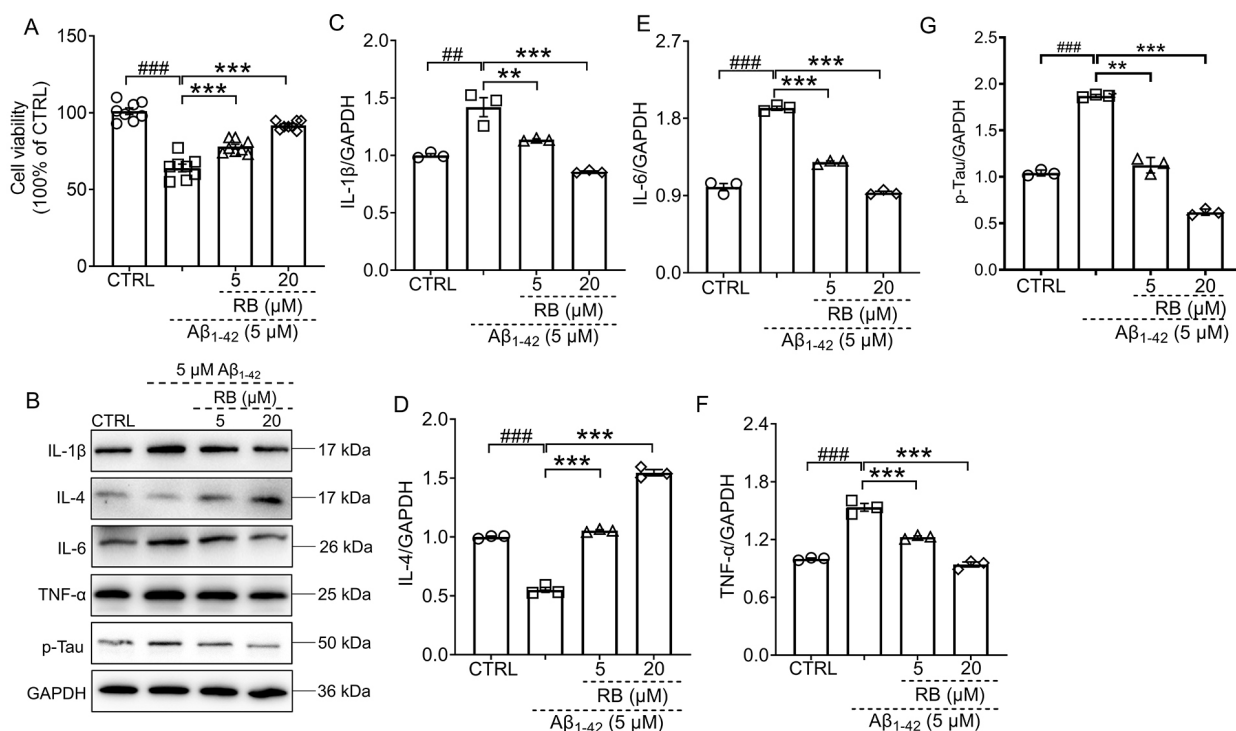 A
Cell viability
(100% of CTRL)
150
100
50
0
###
***
***
CTRL
5
20
RB (μM)
Aβ1-42 (5 μM)
C
IL-1β/GAPDH
2.0
1.5
1.0
0.5
0.0
##
***
**
CTRL
5
20
RB (μM)
Aβ1-42 (5 μM)
E
IL-6/GAPDH
2.7
1.8
0.9
0.0
###
***
***
CTRL
5
20
RB (μM)
Aβ1-42 (5 μM)
G
p-Tau/GAPDH
2.5
2.0
1.5
1.0
0.5
0.0
###
***
**
CTRL
5
20
RB (μM)
Aβ1-42 (5 μM)
B
5 μM Aβ1-42
RB (μM)
CTRL
5
20
IL-1β
17 kDa
IL-4
17 kDa
IL-6
26 kDa
TNF-α
25 kDa
p-Tau
50 kDa
GAPDH
36 kDa
D
IL-4/GAPDH
2.0
1.5
1.0
0.5
0.0
###
***
***
CTRL
5
20
RB (μM)
Aβ1-42 (5 μM)
F
TNF-α/GAPDH
2.4
1.8
1.2
0.6
0.0
###
***
***
CTRL
5
20
RB (μM)
Aβ1-42 (5 μM)